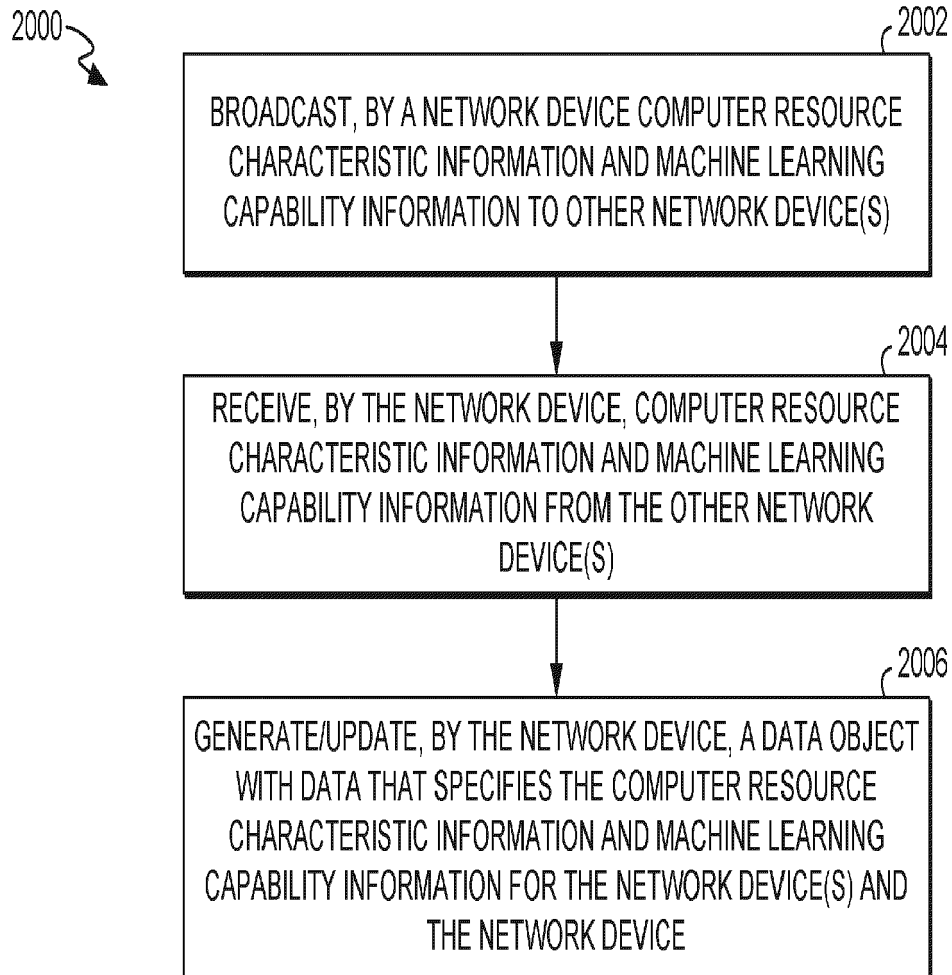 2000
2002
BROADCAST, BY A NETWORK DEVICE COMPUTER RESOURCE
CHARACTERISTIC INFORMATION AND MACHINE LEARNING
CAPABILITY INFORMATION TO OTHER NETWORK DEVICE(S)
2004
RECEIVE, BY THE NETWORK DEVICE, COMPUTER RESOURCE
CHARACTERISTIC INFORMATION AND MACHINE LEARNING
CAPABILITY INFORMATION FROM THE OTHER NETWORK
DEVICE(S)
2006
GENERATE/UPDATE, BY THE NETWORK DEVICE, A DATA OBJECT
WITH DATA THAT SPECIFIES THE COMPUTER RESOURCE
CHARACTERISTIC INFORMATION AND MACHINE LEARNING
CAPABILITY INFORMATION FOR THE NETWORK DEVICE(S) AND
THE NETWORK DEVICE